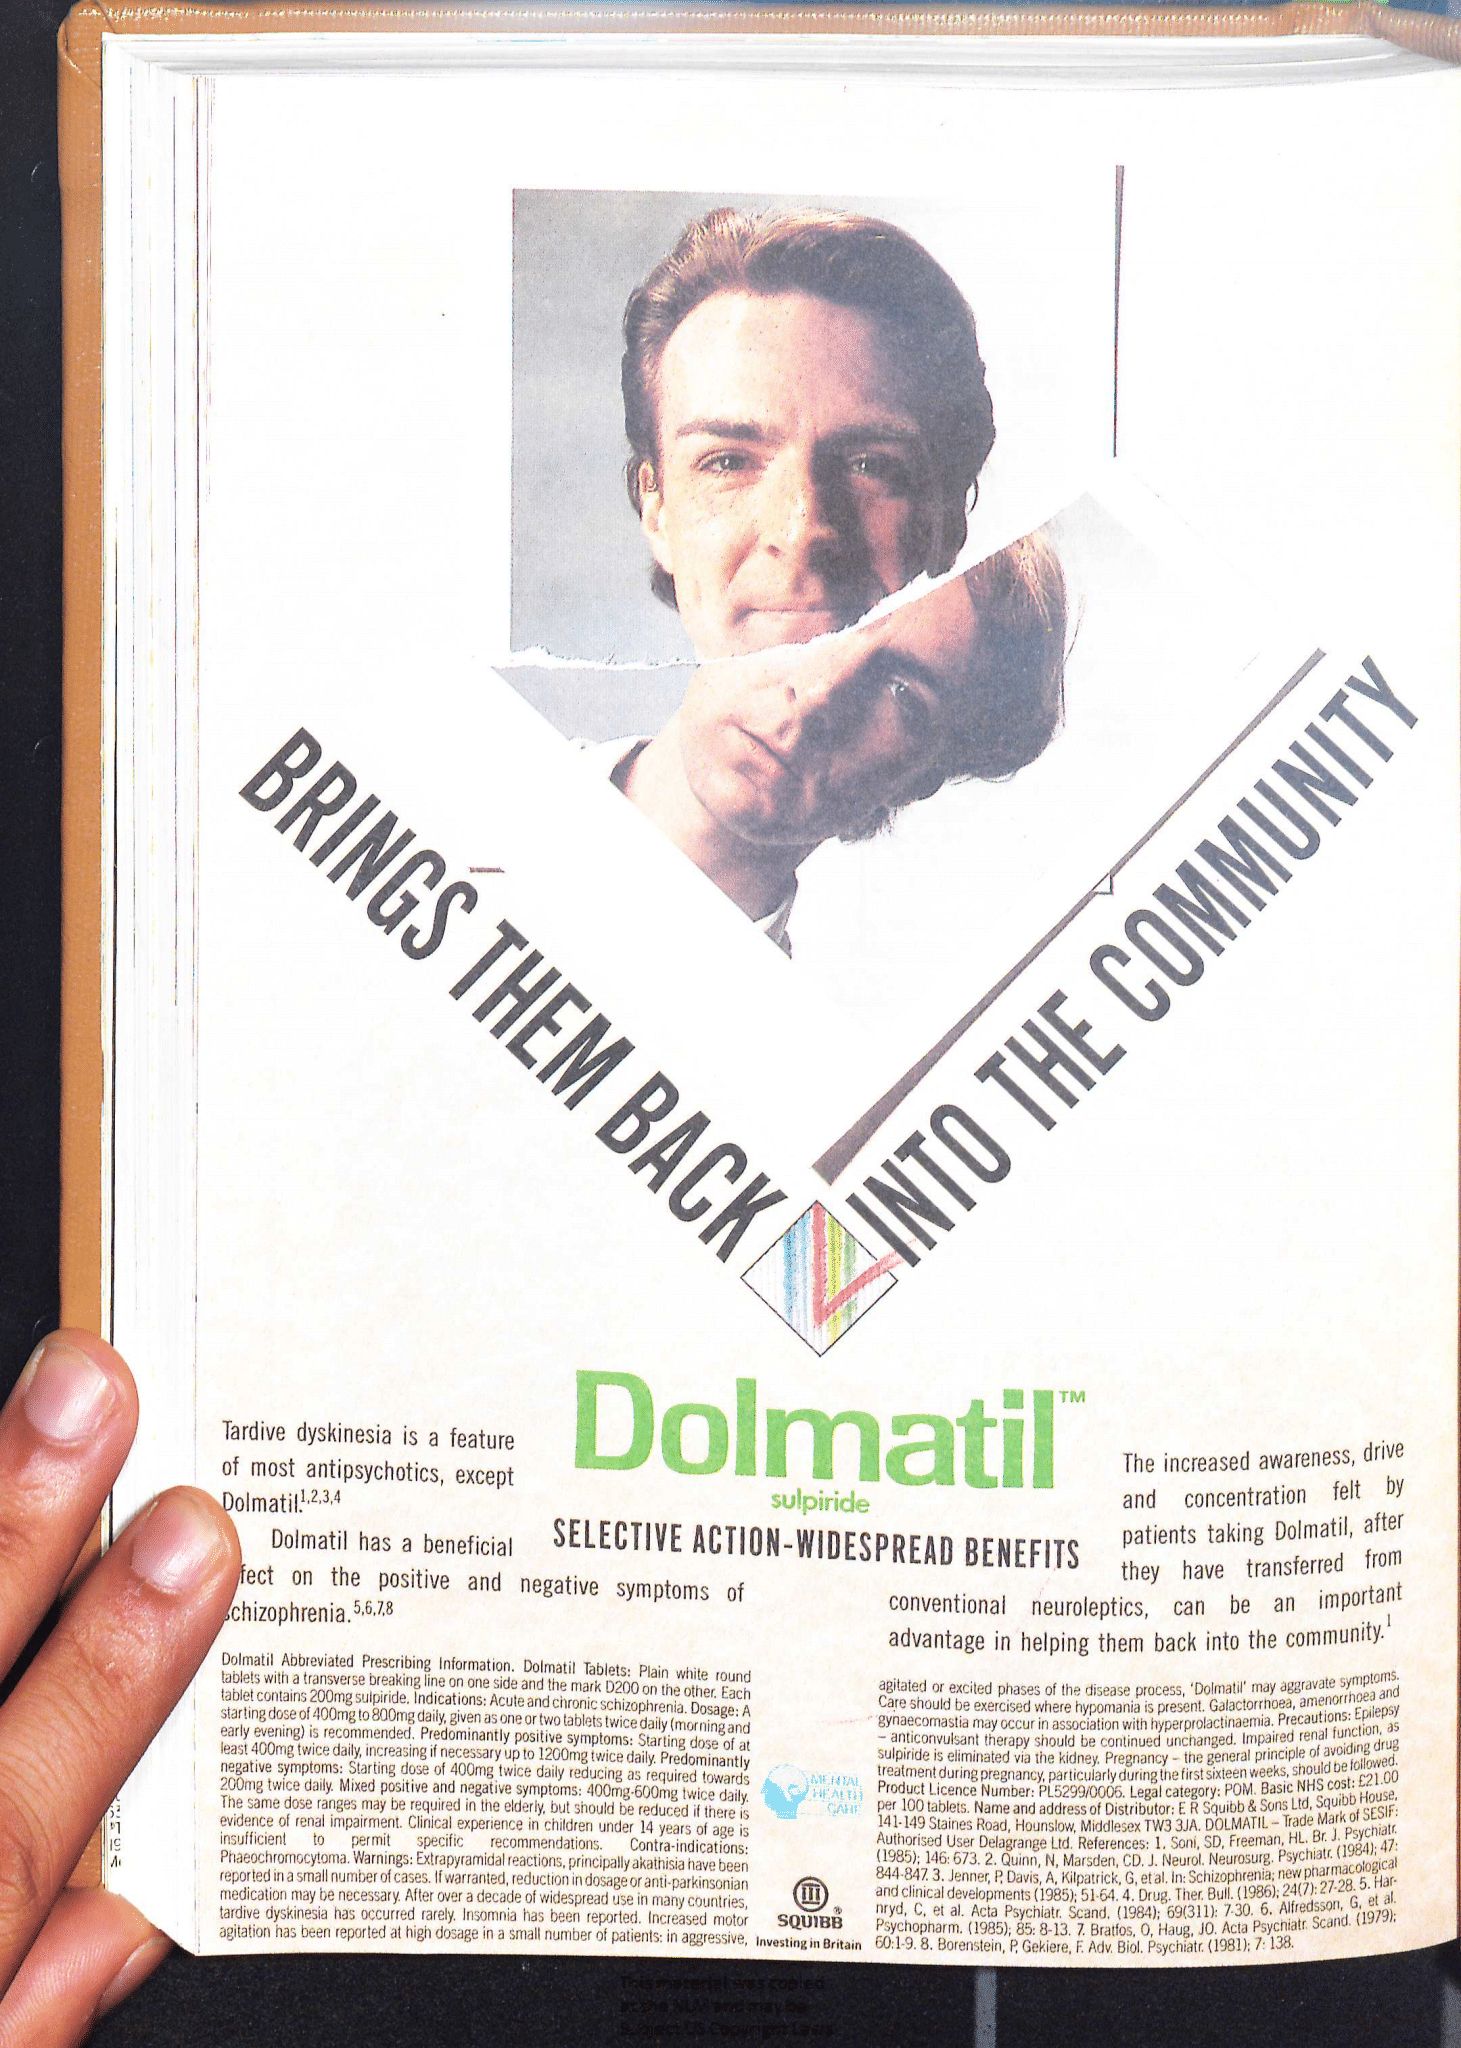 BRINGS THEM BACK
INTO THE COMMUNITY
Dolmatil™
sulpiride
SELECTIVE ACTION-WIDESPREAD BENEFITS
Tardive dyskinesia is a feature
of most antipsychotics, except
Dolmatil.1,2,3,4
Dolmatil has a beneficial
fect on the positive and negative symptoms of
chizophrenia.5,6,7,8
The increased awareness, drive
and concentration felt by
patients taking Dolmatil, after
they have transferred from
conventional neuroleptics, can be an important
advantage in helping them back into the community.1
Dolmatil Abbreviated Prescribing Information. Dolmatil Tablets: Plain white round
tablets with a transverse breaking line on one side and the mark D200 on the other. Each
tablet contains 200mg sulpiride. Indications: Acute and chronic schizophrenia. Dosage: A
starting dose of 400mg to 800mg daily, given as one or two tablets twice daily (morning and
early evening) is recommended. Predominantly positive symptoms: Starting dose of at
least 400mg twice daily, increasing if necessary up to 1200mg twice daily. Predominantly
negative symptoms: Starting dose of 400mg twice daily reducing as required towards
200mg twice daily. Mixed positive and negative symptoms: 400mg-600mg twice daily.
The same dose ranges may be required in the elderly, but should be reduced if there is
evidence of renal impairment. Clinical experience in children under 14 years of age is
insufficient to permit specific recommendations. Contra-indications:
Phaeochromocytoma. Warnings: Extrapyramidal reactions, principally akathisia have been
reported in a small number of cases. If warranted, reduction in dosage or anti-parkinsonian
medication may be necessary. After over a decade of widespread use in many countries,
tardive dyskinesia has occurred rarely. Insomnia has been reported. Increased motor
agitation has been reported at high dosage in a small number of patients: in aggressive,
agitated or excited phases of the disease process, 'Dolmatil' may aggravate symptoms.
Care should be exercised where hypomania is present. Galactorrhoea, amenorrhoea and
gynaecomastia may occur in association with hyperprolactinaemia. Precautions: Epilepsy
– anticonvulsant therapy should be continued unchanged. Impaired renal function, as
sulpiride is eliminated via the kidney. Pregnancy – the general principle of avoiding drug
treatment during pregnancy, particularly during the first sixteen weeks, should be followed.
Product Licence Number: PL5299/0006. Legal category: POM. Basic NHS cost: £21.00
per 100 tablets. Name and address of Distributor: E R Squibb & Sons Ltd, Squibb House,
141-149 Staines Road, Hounslow, Middlesex TW3 3JA. DOLMATIL – Trade Mark of SESIF:
Authorised User Delagrange Ltd. References: 1. Soni, SD, Freeman, HL. Br. J. Psychiatr.
(1985); 146: 673. 2. Quinn, N, Marsden, CD. J. Neurol. Neurosurg. Psychiatr. (1984); 47:
844-847. 3. Jenner, P, Davis, A, Kilpatrick, G, et al. In: Schizophrenia; new pharmacological
and clinical developments (1985); 51-64. 4. Drug. Ther. Bull. (1986); 24(7): 27-28. 5. Har-
nryd, C, et al. Acta Psychiatr. Scand. (1984); 69(311): 7-30. 6. Alfredsson, G, et al.
Psychopharm. (1985); 85: 8-13. 7. Bratfos, O, Haug, JO. Acta Psychiatr. Scand. (1979);
60:1-9. 8. Borenstein, P, Gekiere, F. Adv. Biol. Psychiatr. (1981); 7: 138.
MENTAL
HEALTH
CARE
SQUIBB®
Investing in Britain
This material was copied
at the NLM and may be
Subject US Copyright Laws